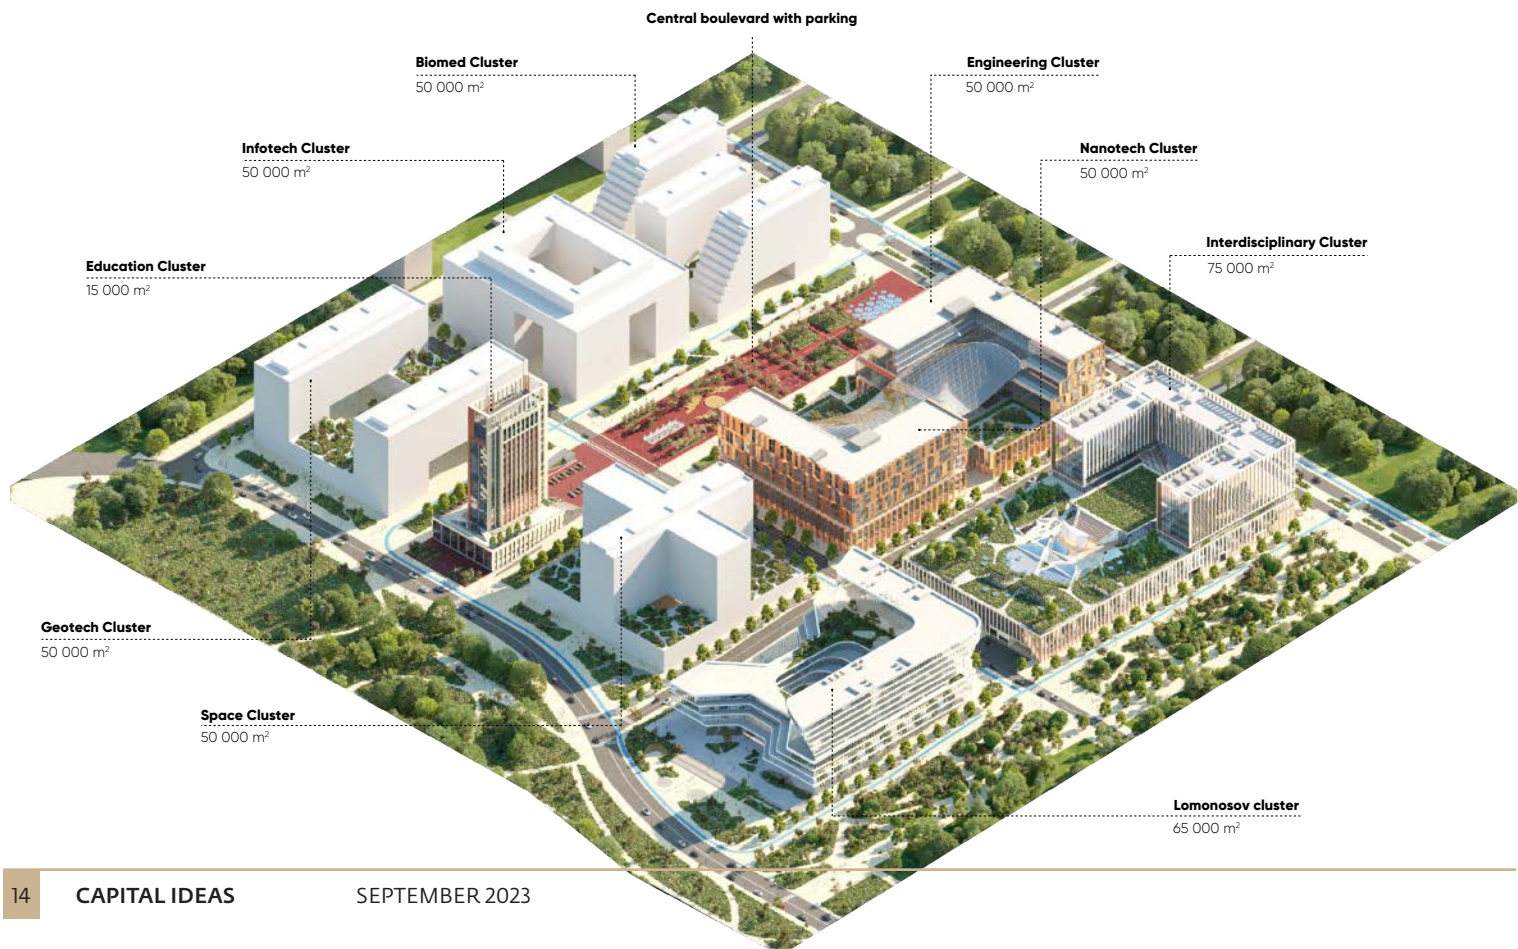 Central boulevard with parking
Biomed Cluster
50 000 m²
Engineering Cluster
50 000 m²
Infotech Cluster
50 000 m²
Nanotech Cluster
50 000 m²
Interdisciplinary Cluster
75 000 m²
Education Cluster
15 000 m²
Geotech Cluster
50 000 m²
Space Cluster
50 000 m²
Lomonosov cluster
65 000 m²
14 CAPITAL IDEAS SEPTEMBER 2023